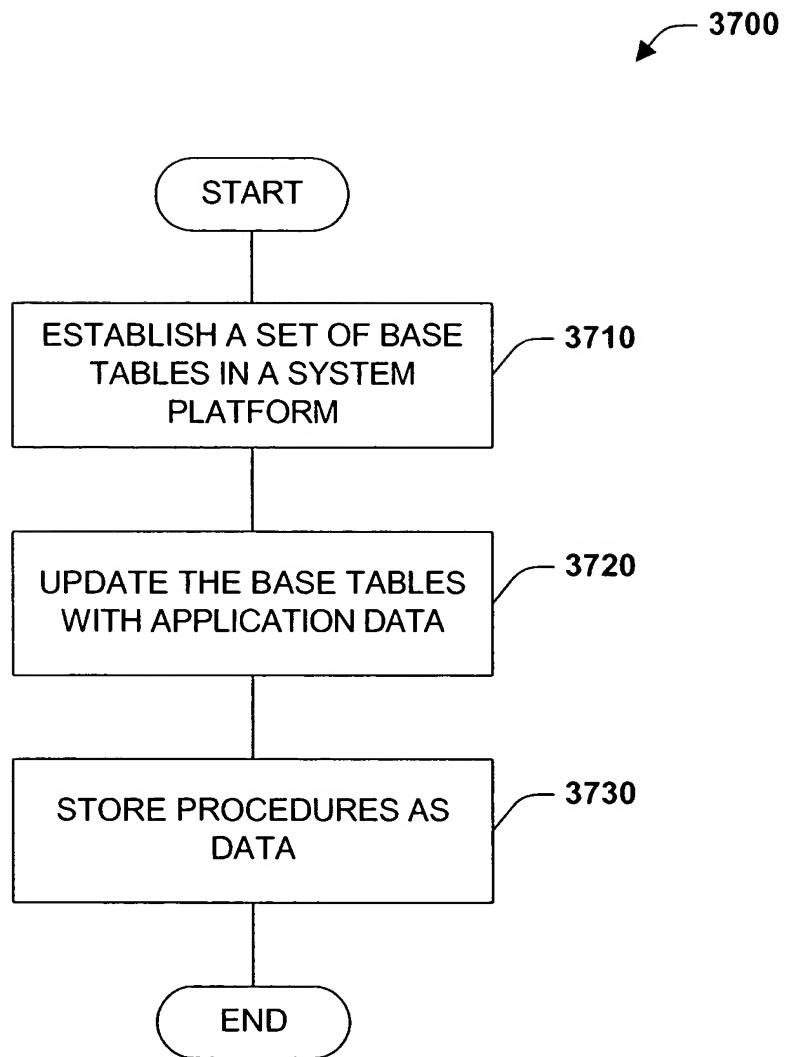 3700
START
ESTABLISH A SET OF BASE
TABLES IN A SYSTEM
PLATFORM
3710
UPDATE THE BASE TABLES
WITH APPLICATION DATA
3720
STORE PROCEDURES AS
DATA
3730
END